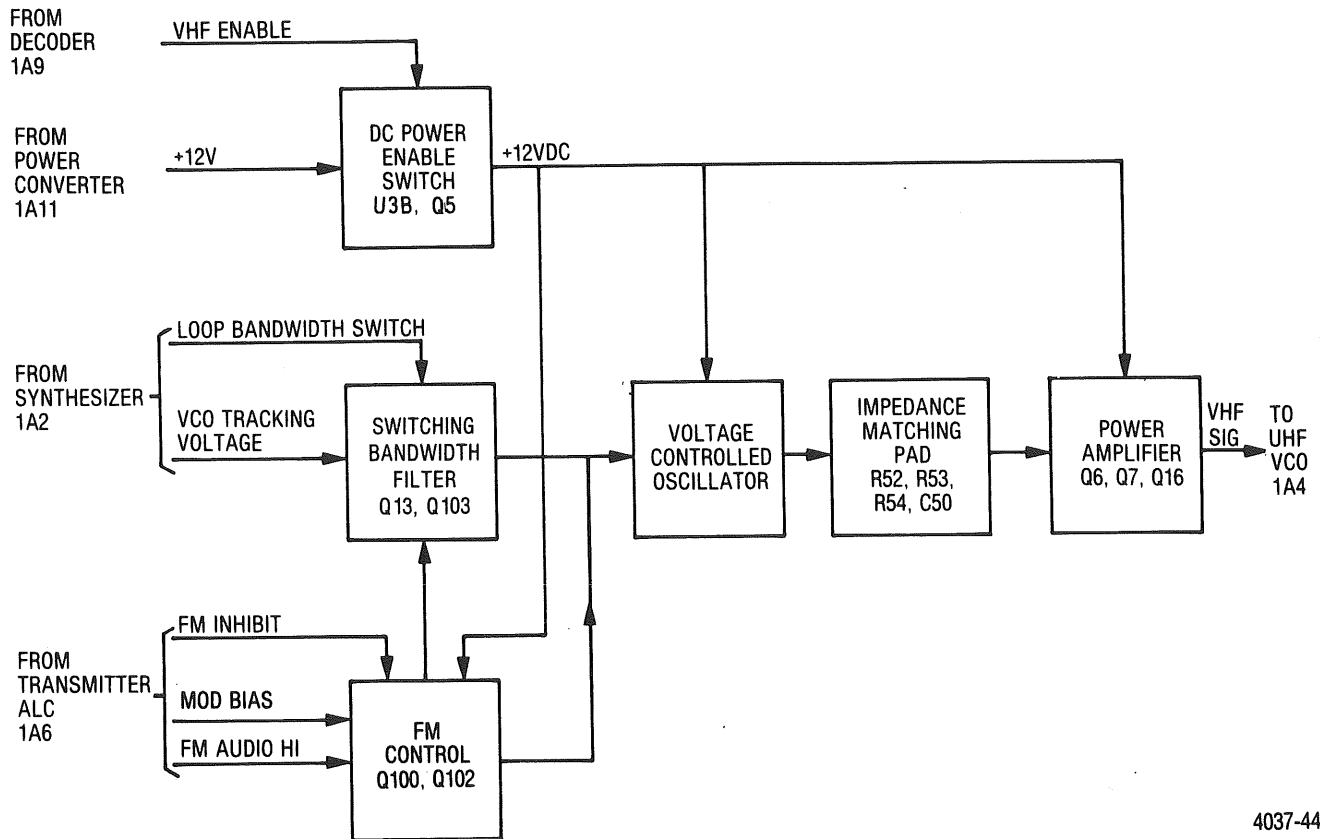 FROM
DECODER
1A9
VHF ENABLE
FROM
POWER
CONVERTER
1A11
+12V
DC POWER
ENABLE
SWITCH
U3B, Q5
+12VDC
FROM
SYNTHESIZER
1A2
LOOP BANDWIDTH SWITCH
VCO TRACKING
VOLTAGE
SWITCHING
BANDWIDTH
FILTER
Q13, Q103
VOLTAGE
CONTROLLED
OSCILLATOR
IMPEDANCE
MATCHING
PAD
R52, R53,
R54, C50
POWER
AMPLIFIER
Q6, Q7, Q16
VHF
SIG
TO
UHF
VCO
1A4
FROM
TRANSMITTER
ALC
1A6
FM INHIBIT
MOD BIAS
FM AUDIO HI
FM
CONTROL
Q100, Q102
4037-44